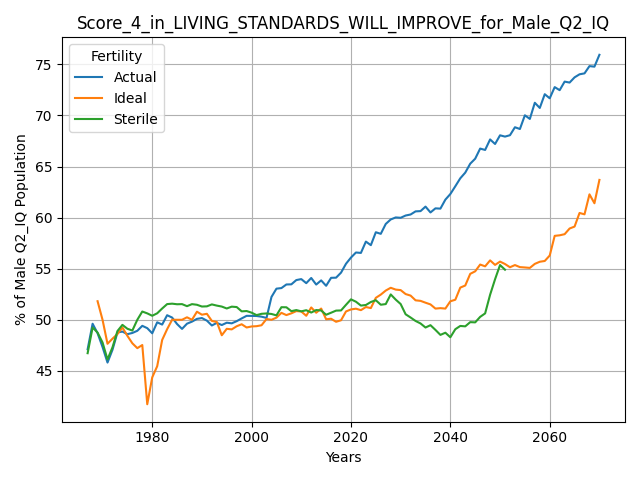 Score_4_in_LIVING_STANDARDS_WILL_IMPROVE_for_Male_Q2_IQ
Fertility
Actual
Ideal
Sterile
% of Male Q2_IQ Population
75
70
65
60
55
50
45
1980
2000
2020
2040
2060
Years